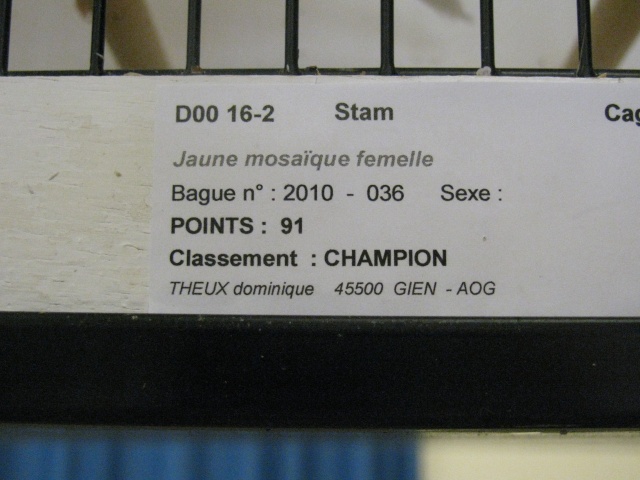 D00 16-2 Stam Cag
Jaune mosaïque femelle
Bague n° : 2010 - 036 Sexe :
POINTS : 91
Classement : CHAMPION
THEUX dominique 45500 GIEN - AOG